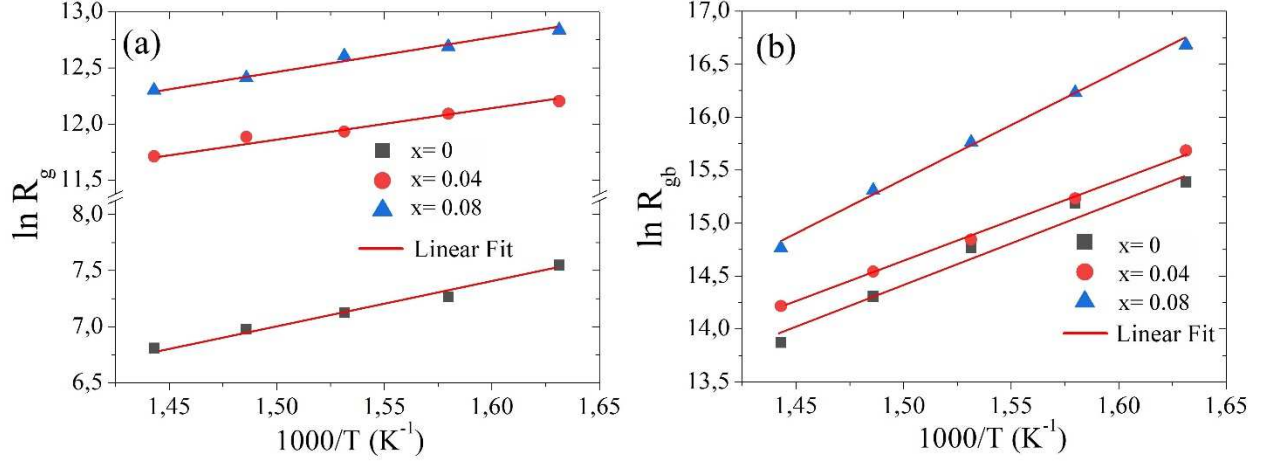 (a)
ln R_g
13,0
12,5
12,0
11,5
8,0
7,5
7,0
6,5
x= 0
x= 0.04
x= 0.08
Linear Fit
1,45 1,50 1,55 1,60 1,65
1000/T (K⁻¹)
(b)
ln R_gb
17,0
16,5
16,0
15,5
15,0
14,5
14,0
13,5
x= 0
x= 0.04
x= 0.08
Linear Fit
1,45 1,50 1,55 1,60 1,65
1000/T (K⁻¹)